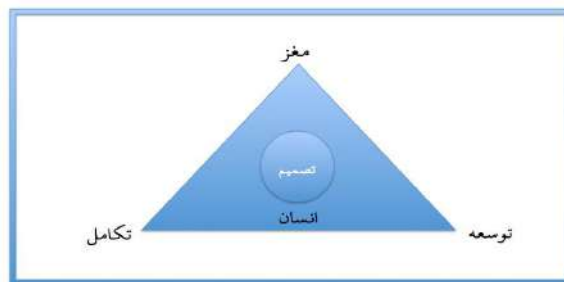 مغز
تصمیم
انسان
توسعه
تکامل